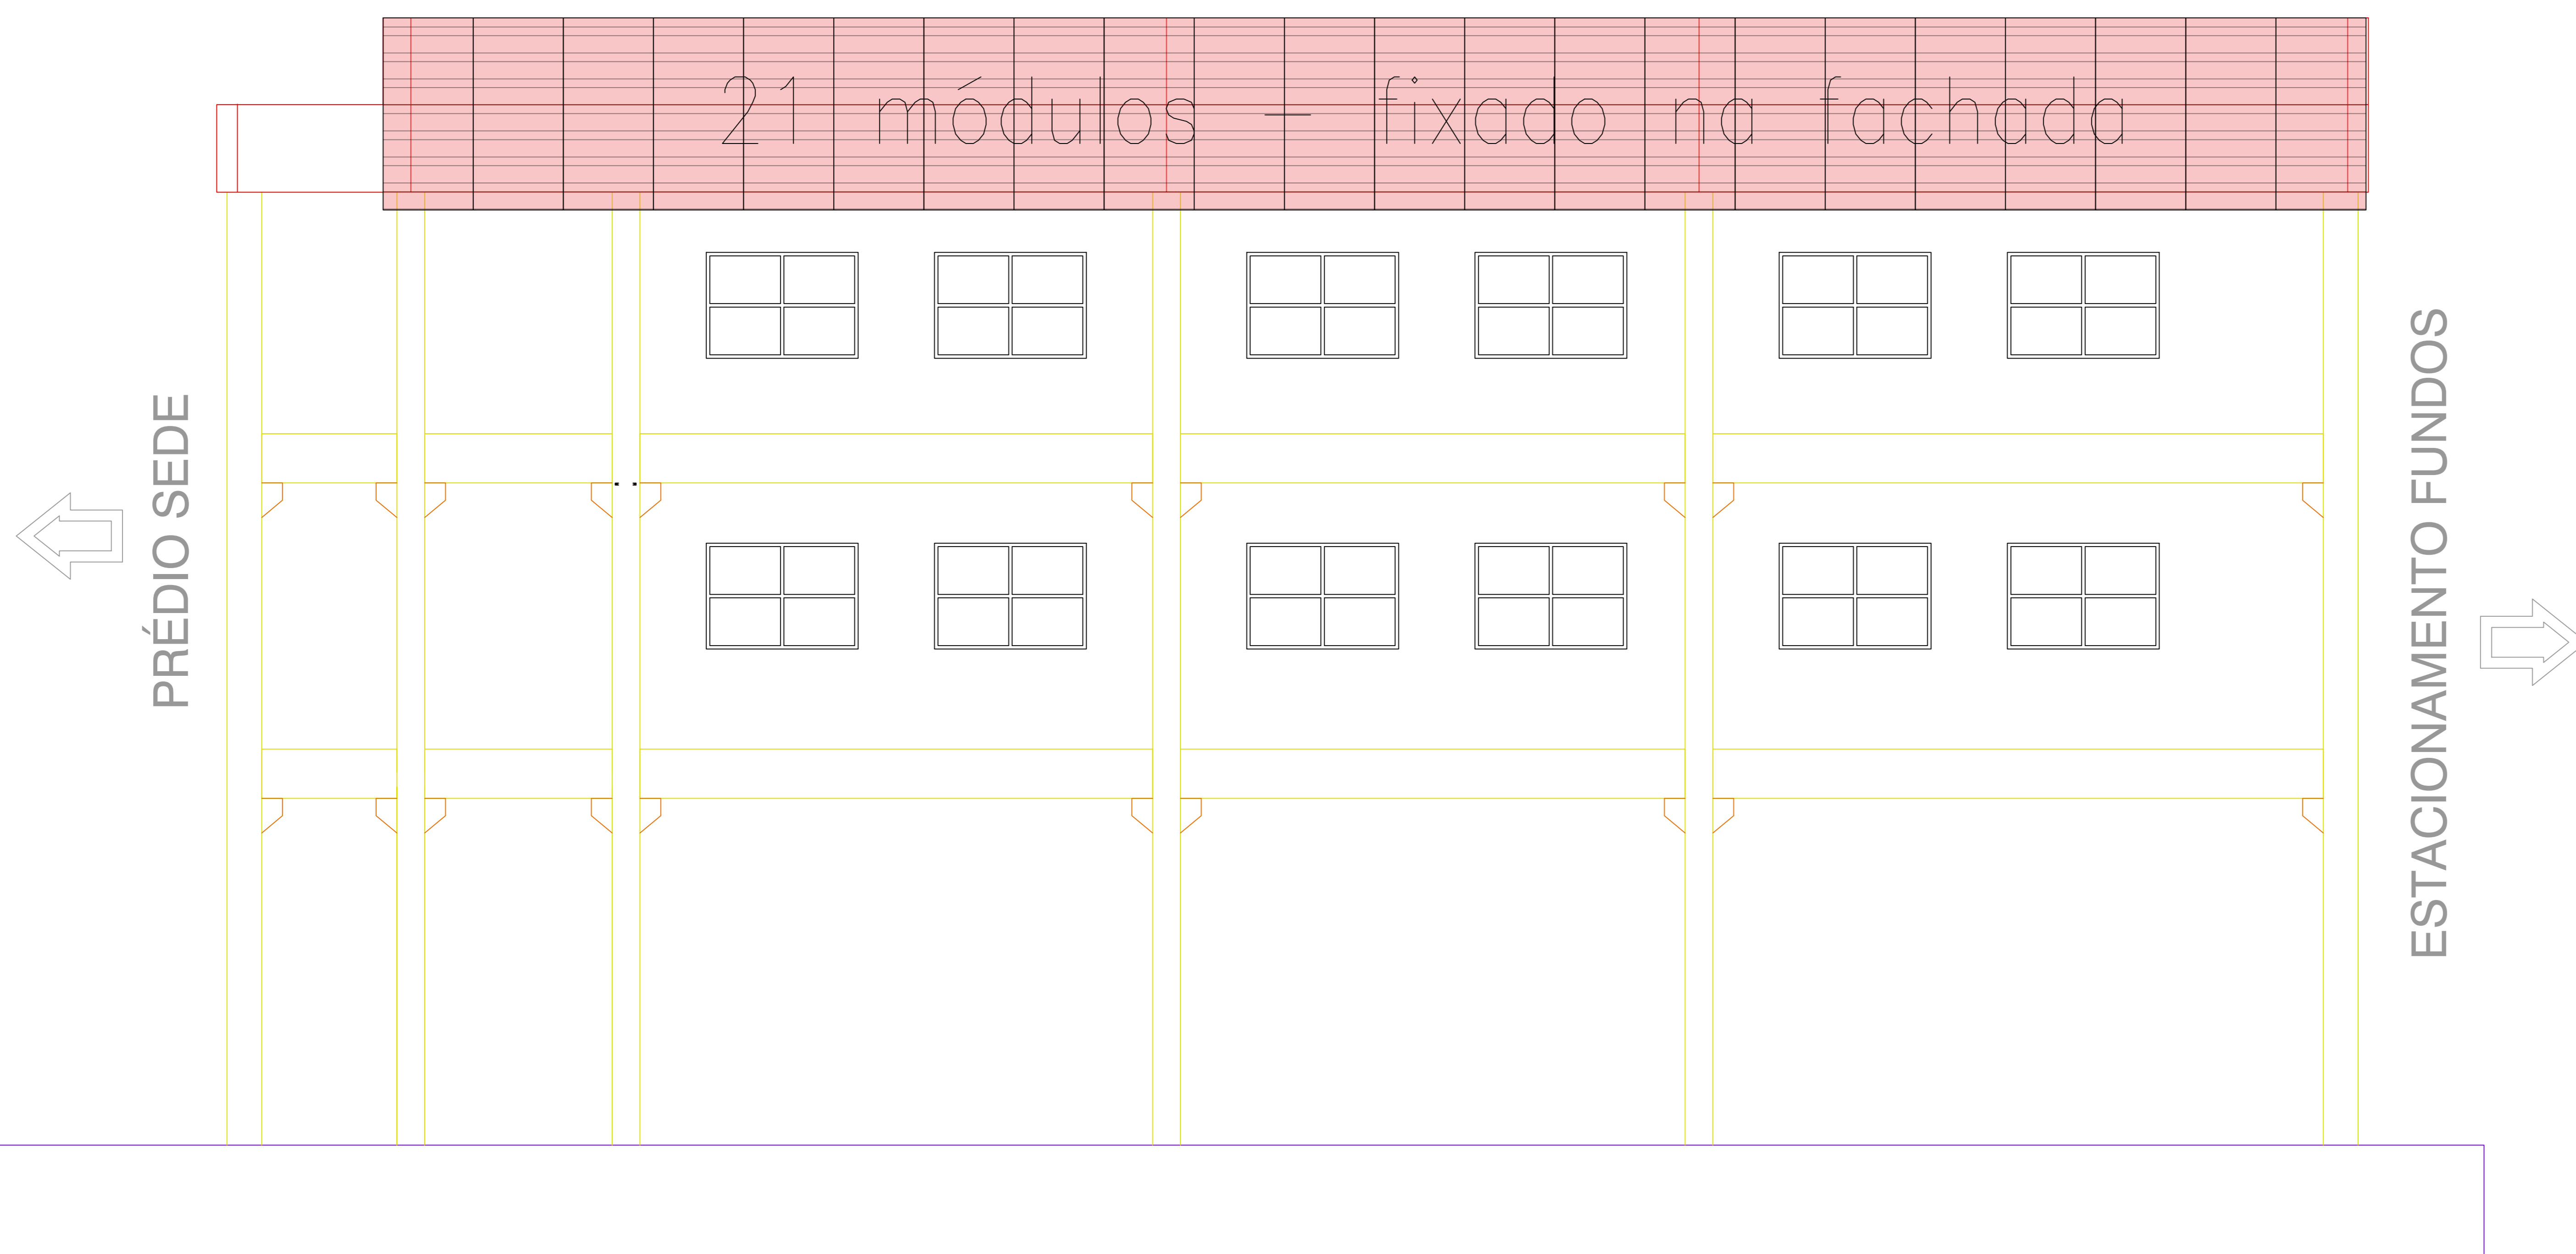 21 módulos - fixado na fachada
PRÉDIO SEDE
ESTACIONAMENTO FUNDOS